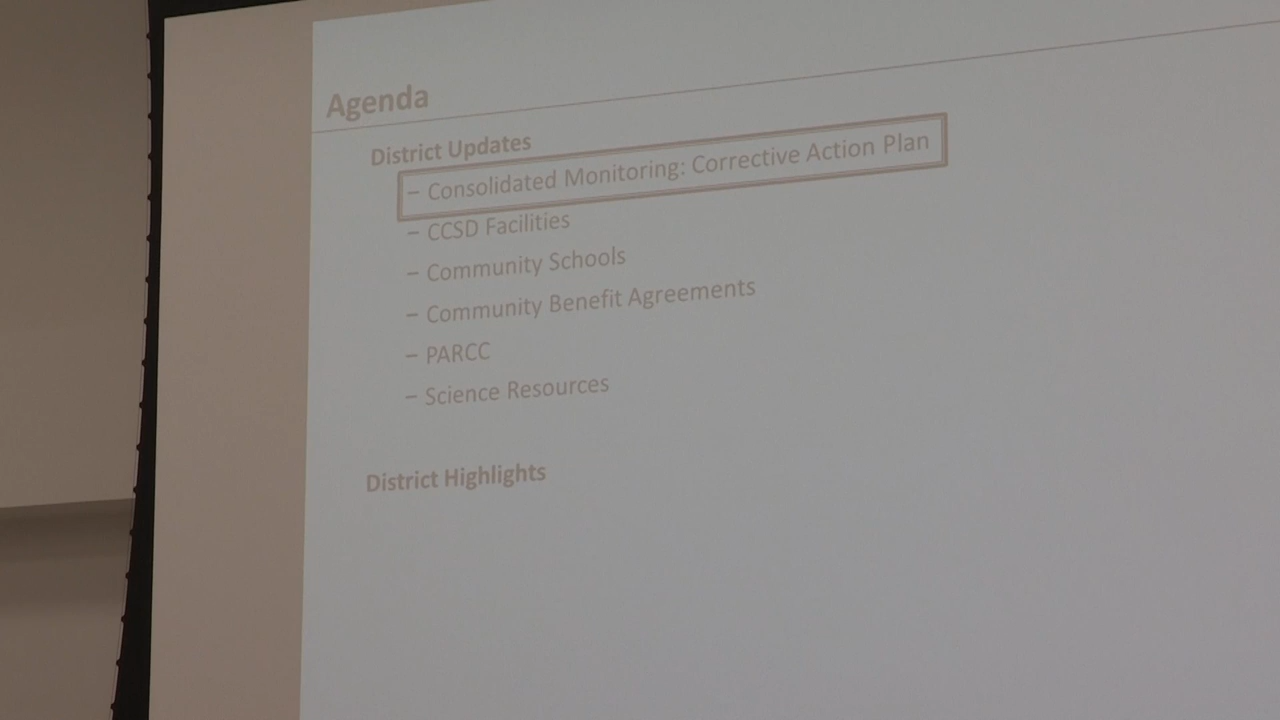 Agenda
District Updates
– Consolidated Monitoring: Corrective Action Plan
– CCSD Facilities
– Community Schools
– Community Benefit Agreements
– PARCC
– Science Resources
District Highlights